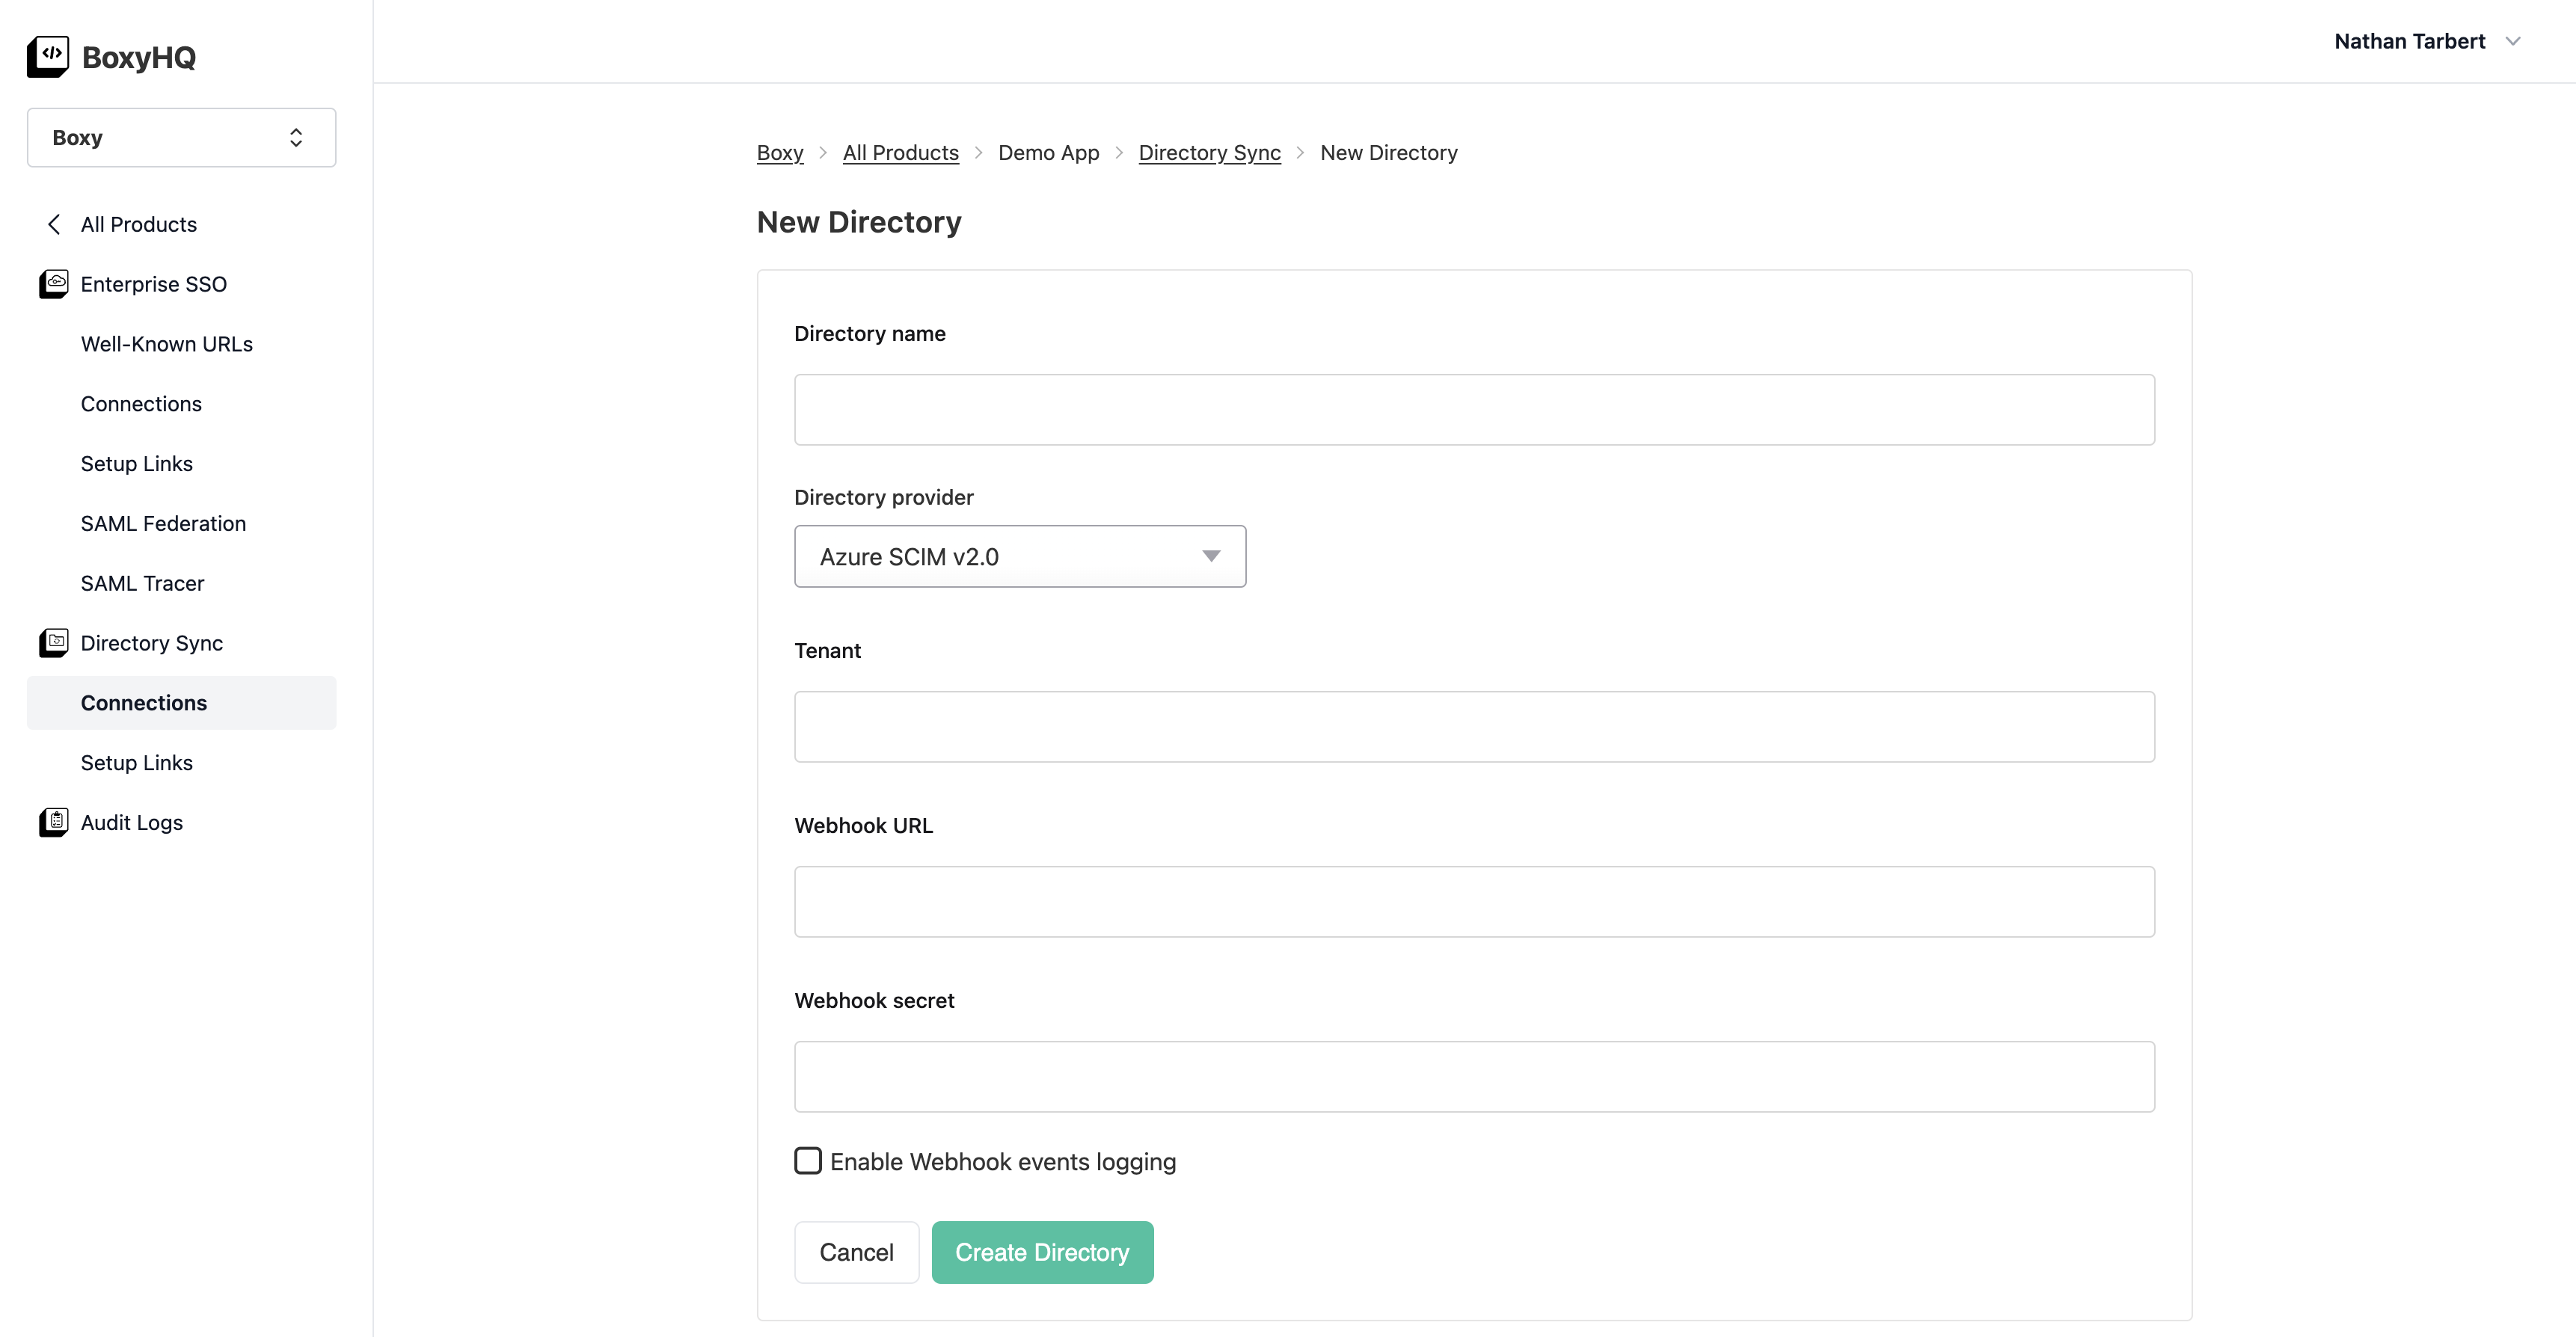 BoxyHQ
Boxy
All Products
Enterprise SSO
Well-Known URLs
Connections
Setup Links
SAML Federation
SAML Tracer
Directory Sync
Connections
Setup Links
Audit Logs
Nathan Tarbert
Boxy > All Products > Demo App > Directory Sync > New Directory
New Directory
Directory name
Directory provider
Azure SCIM v2.0
Tenant
Webhook URL
Webhook secret
Enable Webhook events logging
Cancel Create Directory